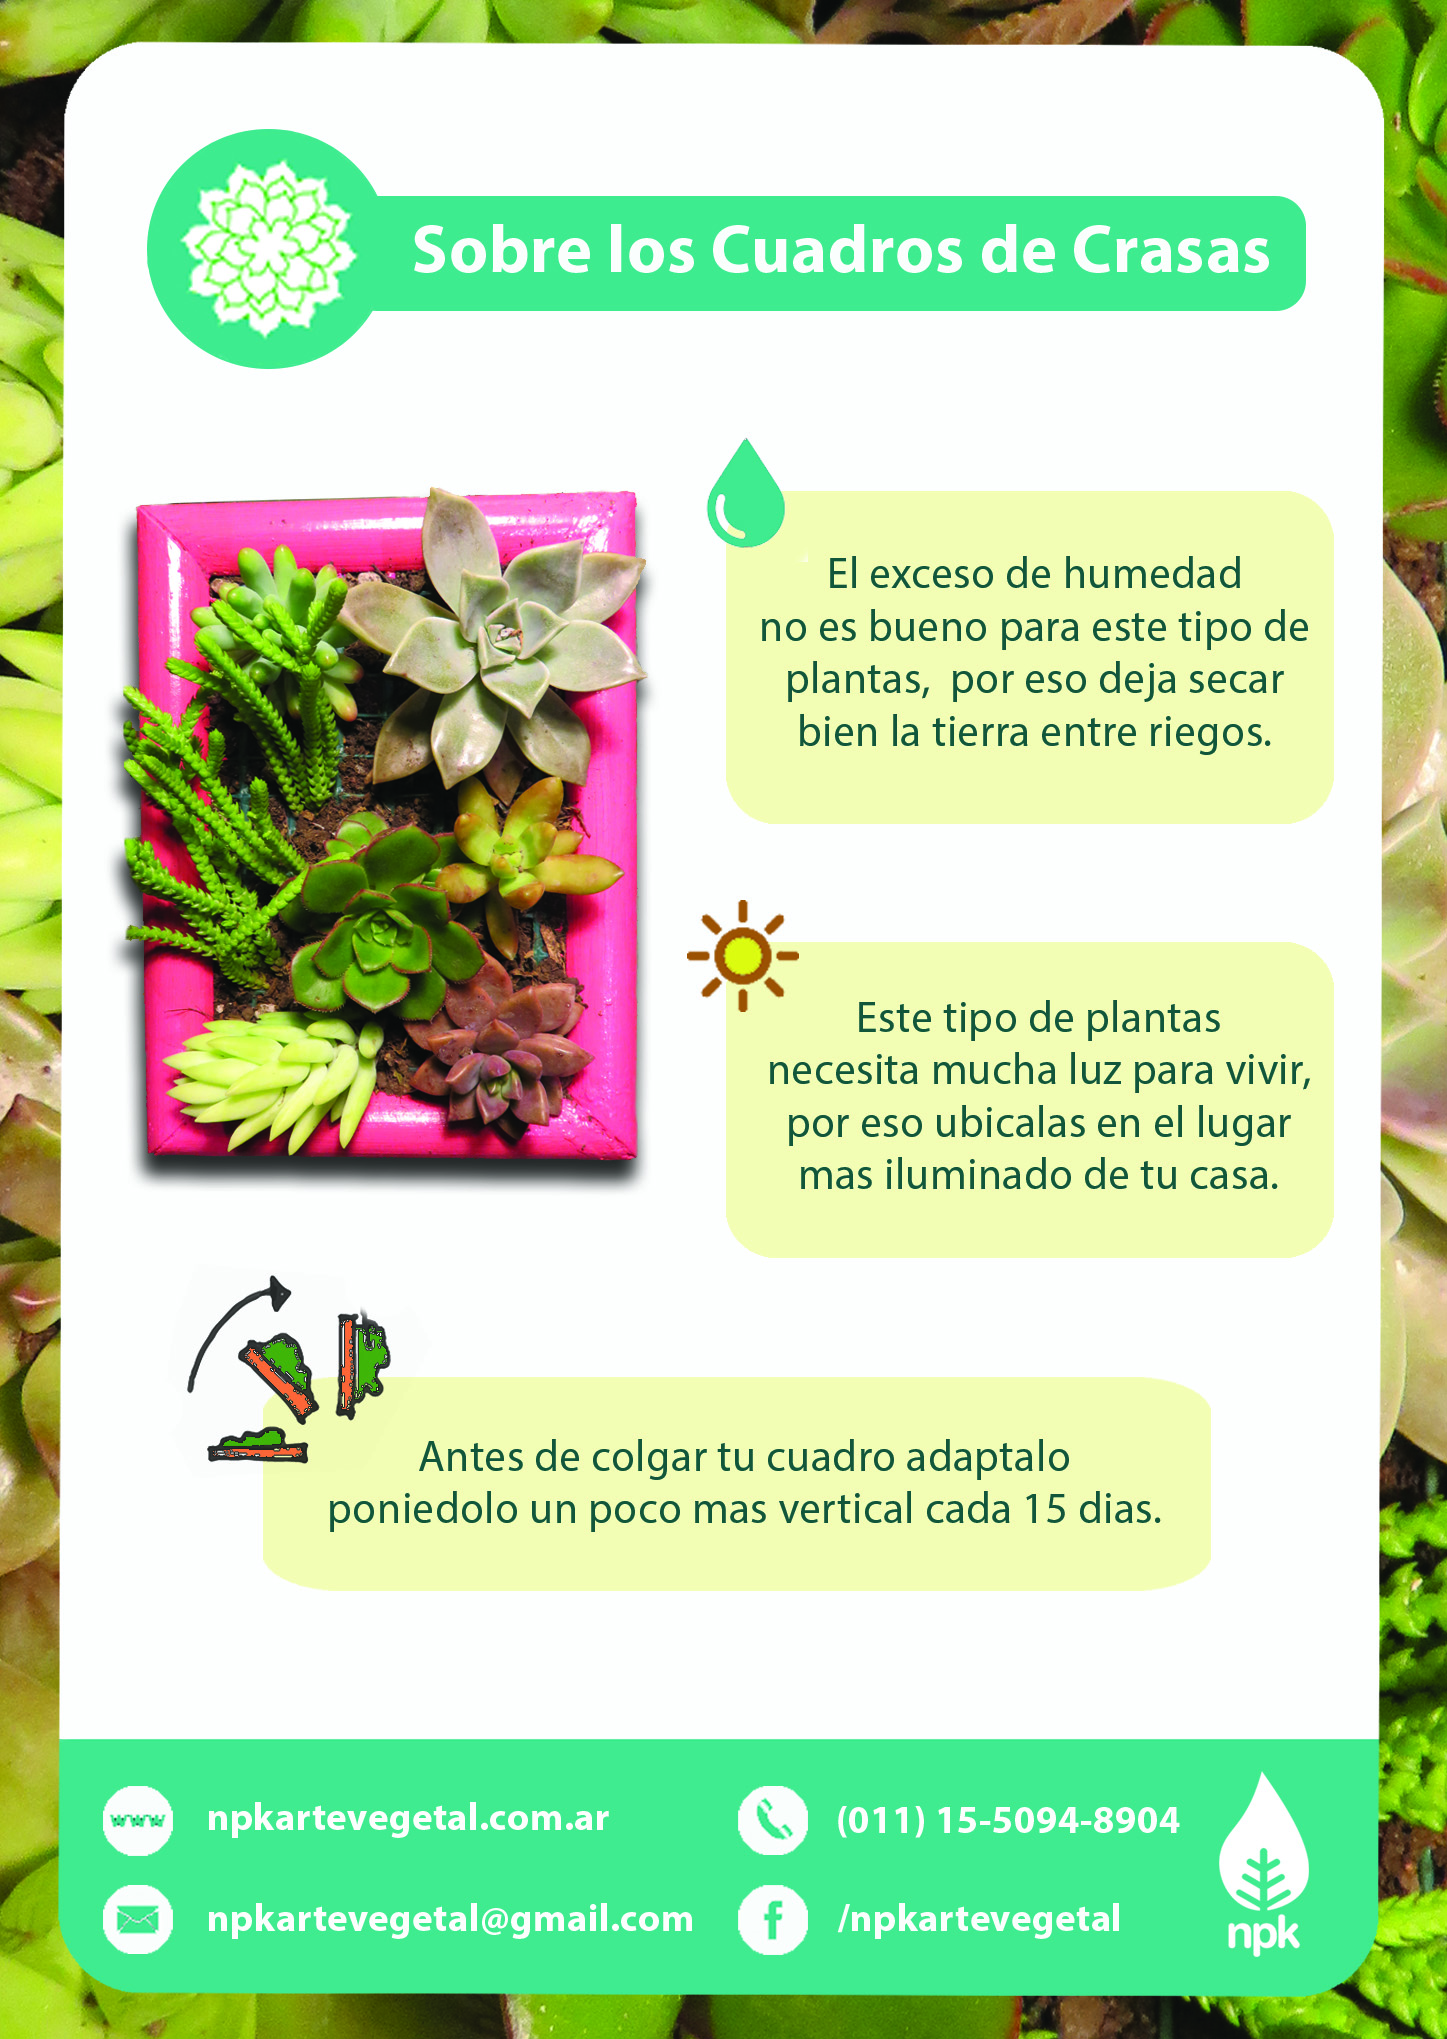 Sobre los Cuadros de Crasas
El exceso de humedad
no es bueno para este tipo de
plantas,  por eso deja secar
bien la tierra entre riegos.
Este tipo de plantas
necesita mucha luz para vivir,
por eso ubicalas en el lugar
mas iluminado de tu casa.
Antes de colgar tu cuadro adaptalo
poniedolo un poco mas vertical cada 15 dias.
www npkartevegetal.com.ar
(011) 15-5094-8904
npkartevegetal@gmail.com
f /npkartevegetal
npk